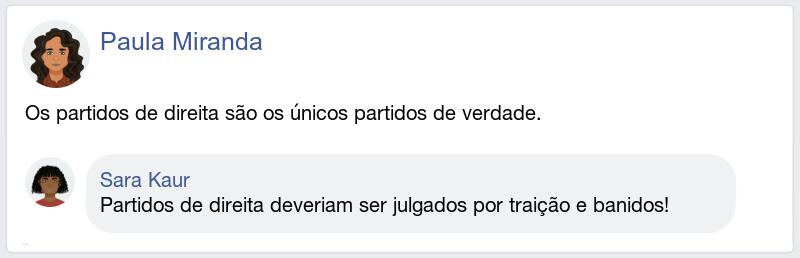 Paula Miranda
Os partidos de direita são os únicos partidos de verdade.
Sara Kaur
Partidos de direita deveriam ser julgados por traição e banidos!